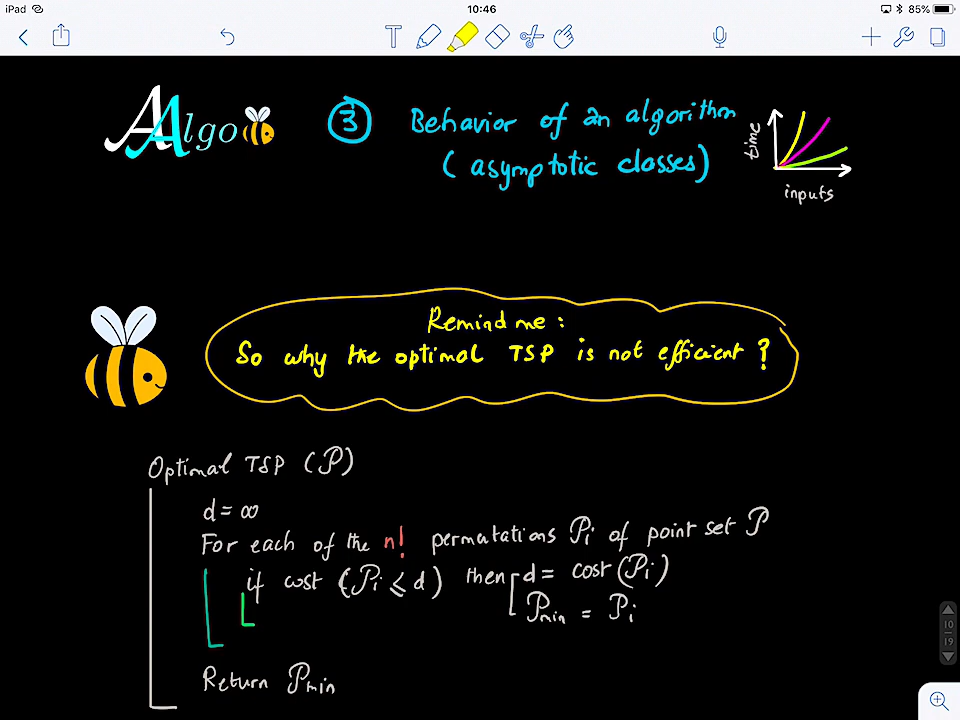 iPad
10:46
85%
AAlgo
3 Behavior of an algorithm
(asymptotic classes)
time
inputs
Remind me :
So why the optimal TSP is not efficient ?
Optimal TSP (P)
d = ∞
For each of the n! permutations Pi of point set P
if cost (Pi ≤ d) then d = cost (Pi)
Pmin = Pi
Return Pmin
10
19